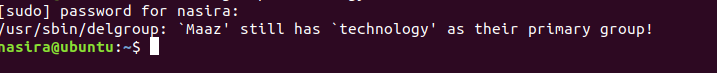 [sudo] password for nasira:
/usr/sbin/delgroup: `Maaz' still has `technology' as their primary group!
nasira@ubuntu:~$